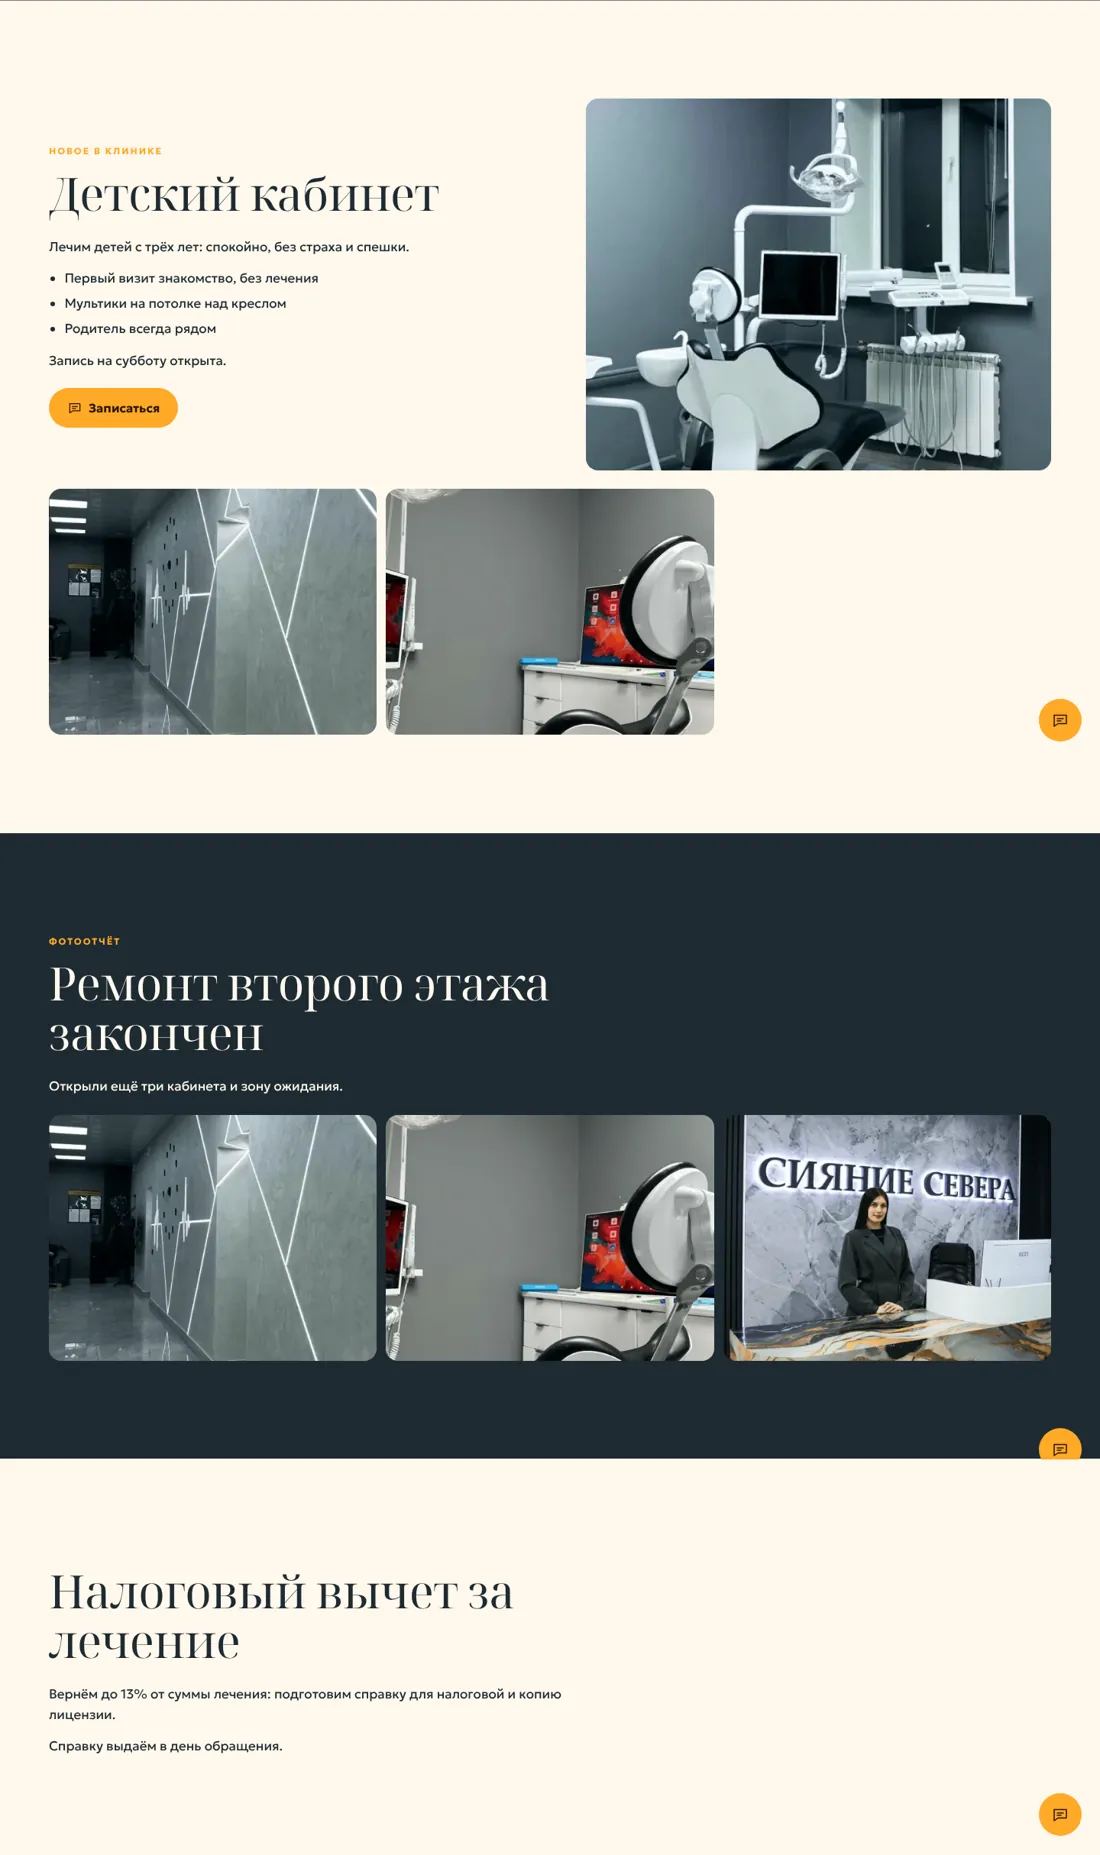 НОВОЕ В КЛИНИКЕ
Детский кабинет
Лечим детей с трёх лет: спокойно, без страха и спешки.
• Первый визит знакомство, без лечения
• Мультики на потолке над креслом
• Родитель всегда рядом
Запись на субботу открыта.
Записаться
ФОТООТЧЁТ
Ремонт второго этажа
закончен
Открыли ещё три кабинета и зону ожидания.
СИЯНИЕ СЕВЕРА
Налоговый вычет за
лечение
Вернём до 13% от суммы лечения: подготовим справку для налоговой и копию
лицензии.
Справку выдаём в день обращения.